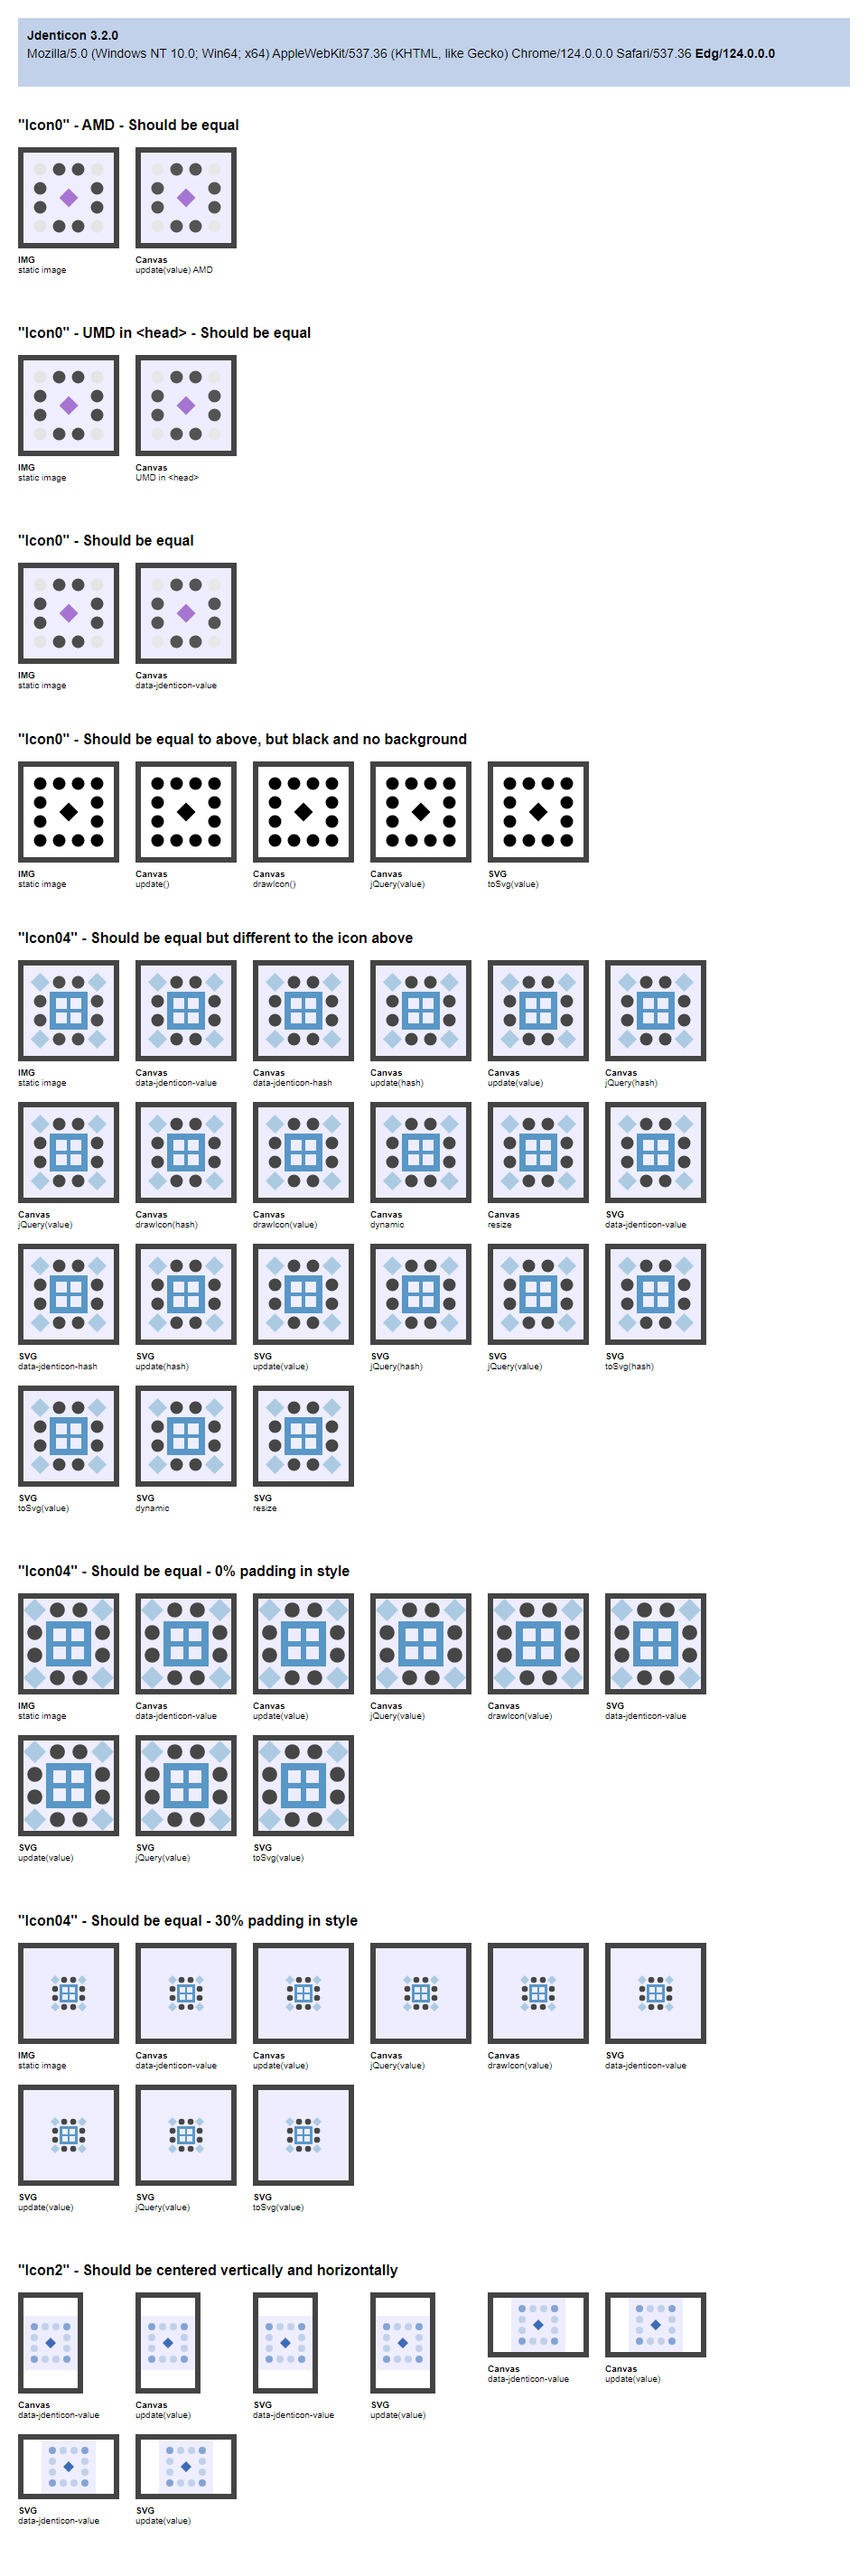 Jdenticon 3.2.0
Mozilla/5.0 (Windows NT 10.0; Win64; x64) AppleWebKit/537.36 (KHTML, like Gecko) Chrome/124.0.0.0 Safari/537.36 Edg/124.0.0.0
"Icon0" - AMD - Should be equal
IMG Canvas
static image update(value) AMD
"Icon0" - UMD in <head> - Should be equal
IMG Canvas
static image UMD in <head>
"Icon0" - Should be equal
IMG Canvas
static image data-jdenticon-value
"Icon0" - Should be equal to above, but black and no background
IMG Canvas Canvas Canvas SVG
static image update() drawIcon() jQuery(value) toSvg(value)
"Icon04" - Should be equal but different to the icon above
IMG Canvas Canvas Canvas Canvas Canvas
static image data-jdenticon-value data-jdenticon-hash update(hash) update(value) jQuery(hash)
Canvas Canvas Canvas Canvas Canvas SVG
jQuery(value) drawIcon(hash) drawIcon(value) dynamic resize data-jdenticon-value
SVG SVG SVG SVG SVG SVG
data-jdenticon-hash update(hash) update(value) jQuery(hash) jQuery(value) toSvg(hash)
SVG SVG SVG
toSvg(value) dynamic resize
"Icon04" - Should be equal - 0% padding in style
IMG Canvas Canvas Canvas Canvas SVG
static image data-jdenticon-value update(value) jQuery(value) drawIcon(value) data-jdenticon-value
SVG SVG SVG
update(value) jQuery(value) toSvg(value)
"Icon04" - Should be equal - 30% padding in style
IMG Canvas Canvas Canvas Canvas SVG
static image data-jdenticon-value update(value) jQuery(value) drawIcon(value) data-jdenticon-value
SVG SVG SVG
update(value) jQuery(value) toSvg(value)
"Icon2" - Should be centered vertically and horizontally
Canvas Canvas
data-jdenticon-value update(value)
Canvas Canvas SVG SVG
data-jdenticon-value update(value) data-jdenticon-value update(value)
SVG SVG
data-jdenticon-value update(value)